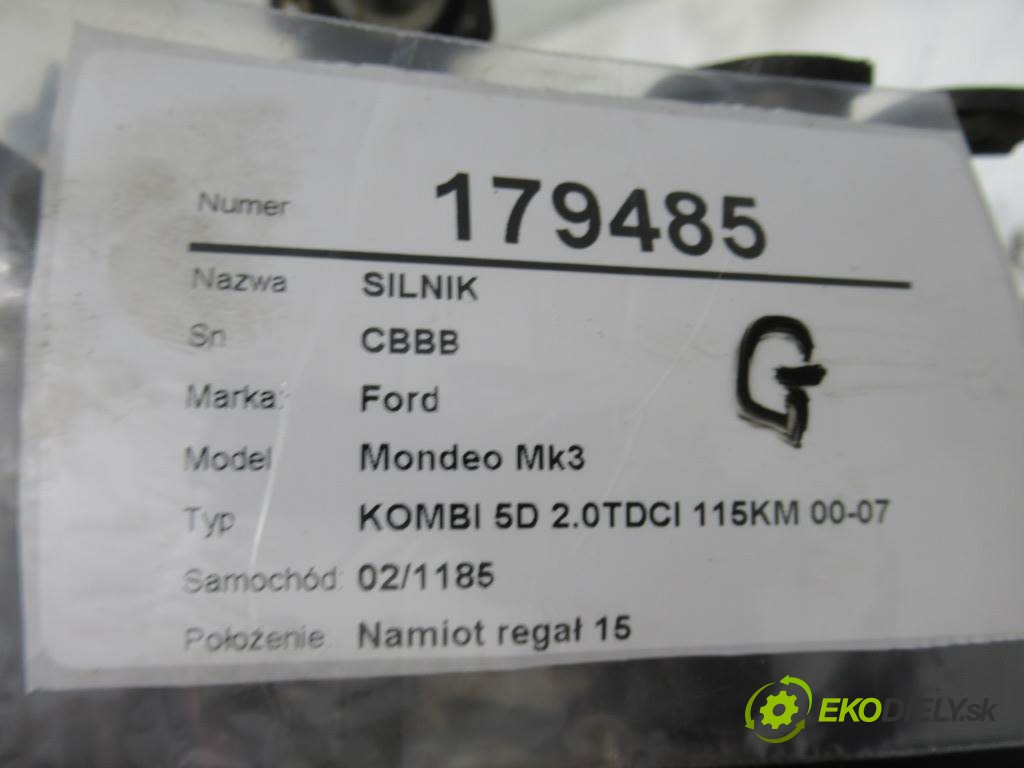 Numer 179485
Nazwa SILNIK
Sn CBBB
Marka: Ford
G
Model Mondeo Mk3
Typ KOMBI 5D 2.0TDCI 115KM 00-07
Samochód: 02/1185
Położenie: Namiot regał 15
EKODIELY.sk